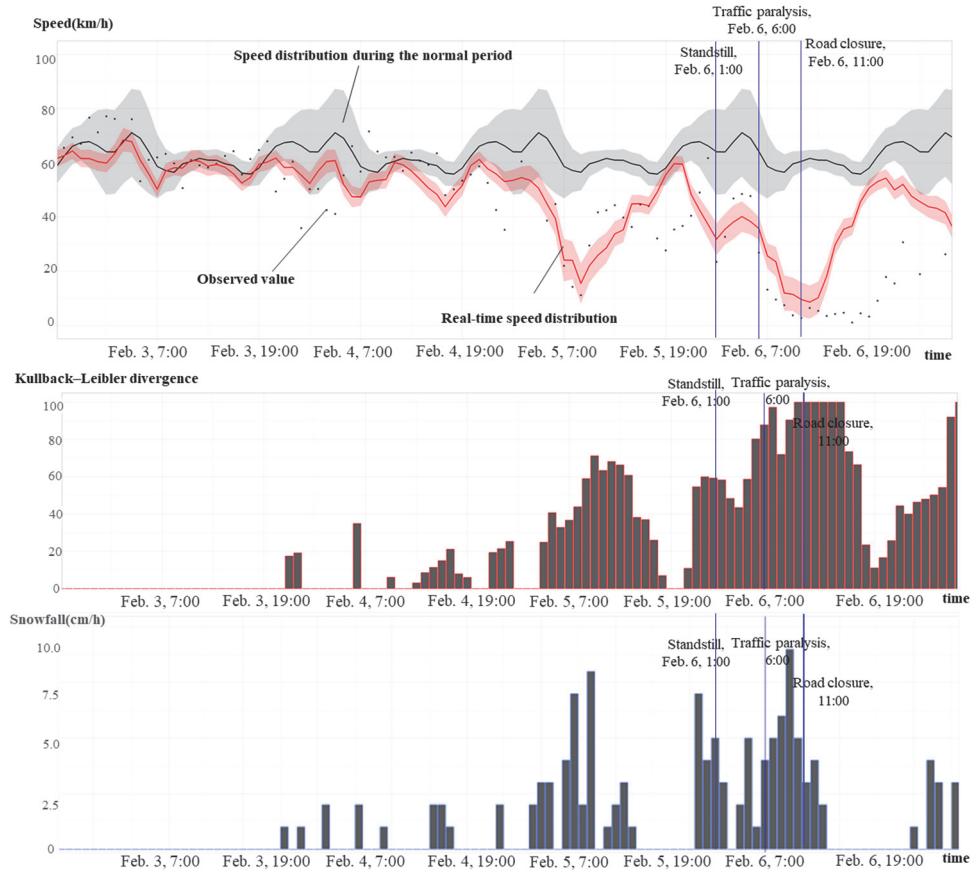 Speed(km/h)
Traffic paralysis,
Feb. 6, 6:00
Standstill,
Feb. 6, 1:00
Road closure,
Feb. 6, 11:00
Speed distribution during the normal period
100
80
60
40
20
0
Observed value
Real-time speed distribution
Feb. 3, 7:00 Feb. 3, 19:00 Feb. 4, 7:00 Feb. 4, 19:00 Feb. 5, 7:00 Feb. 5, 19:00 Feb. 6, 7:00 Feb. 6, 19:00 time
Kullback–Leibler divergence
Standstill,
Feb. 6, 1:00
Traffic paralysis,
6:00
Road closure,
11:00
100
80
60
40
20
0
Feb. 3, 7:00 Feb. 3, 19:00 Feb. 4, 7:00 Feb. 4, 19:00 Feb. 5, 7:00 Feb. 5, 19:00 Feb. 6, 7:00 Feb. 6, 19:00 time
Snowfall(cm/h)
Standstill,
Feb. 6, 1:00
Traffic paralysis,
6:00
Road closure,
11:00
10.0
7.5
5.0
2.5
0
Feb. 3, 7:00 Feb. 3, 19:00 Feb. 4, 7:00 Feb. 4, 19:00 Feb. 5, 7:00 Feb. 5, 19:00 Feb. 6, 7:00 Feb. 6, 19:00 time